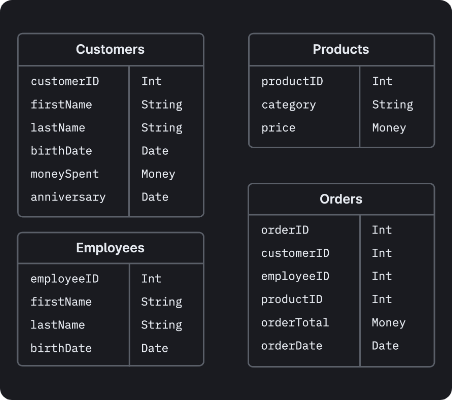 Customers
customerID Int
firstName String
lastName String
birthDate Date
moneySpent Money
anniversary Date
Employees
employeeID Int
firstName String
lastName String
birthDate Date
Products
productID Int
category String
price Money
Orders
orderID Int
customerID Int
employeeID Int
productID Int
orderTotal Money
orderDate Date